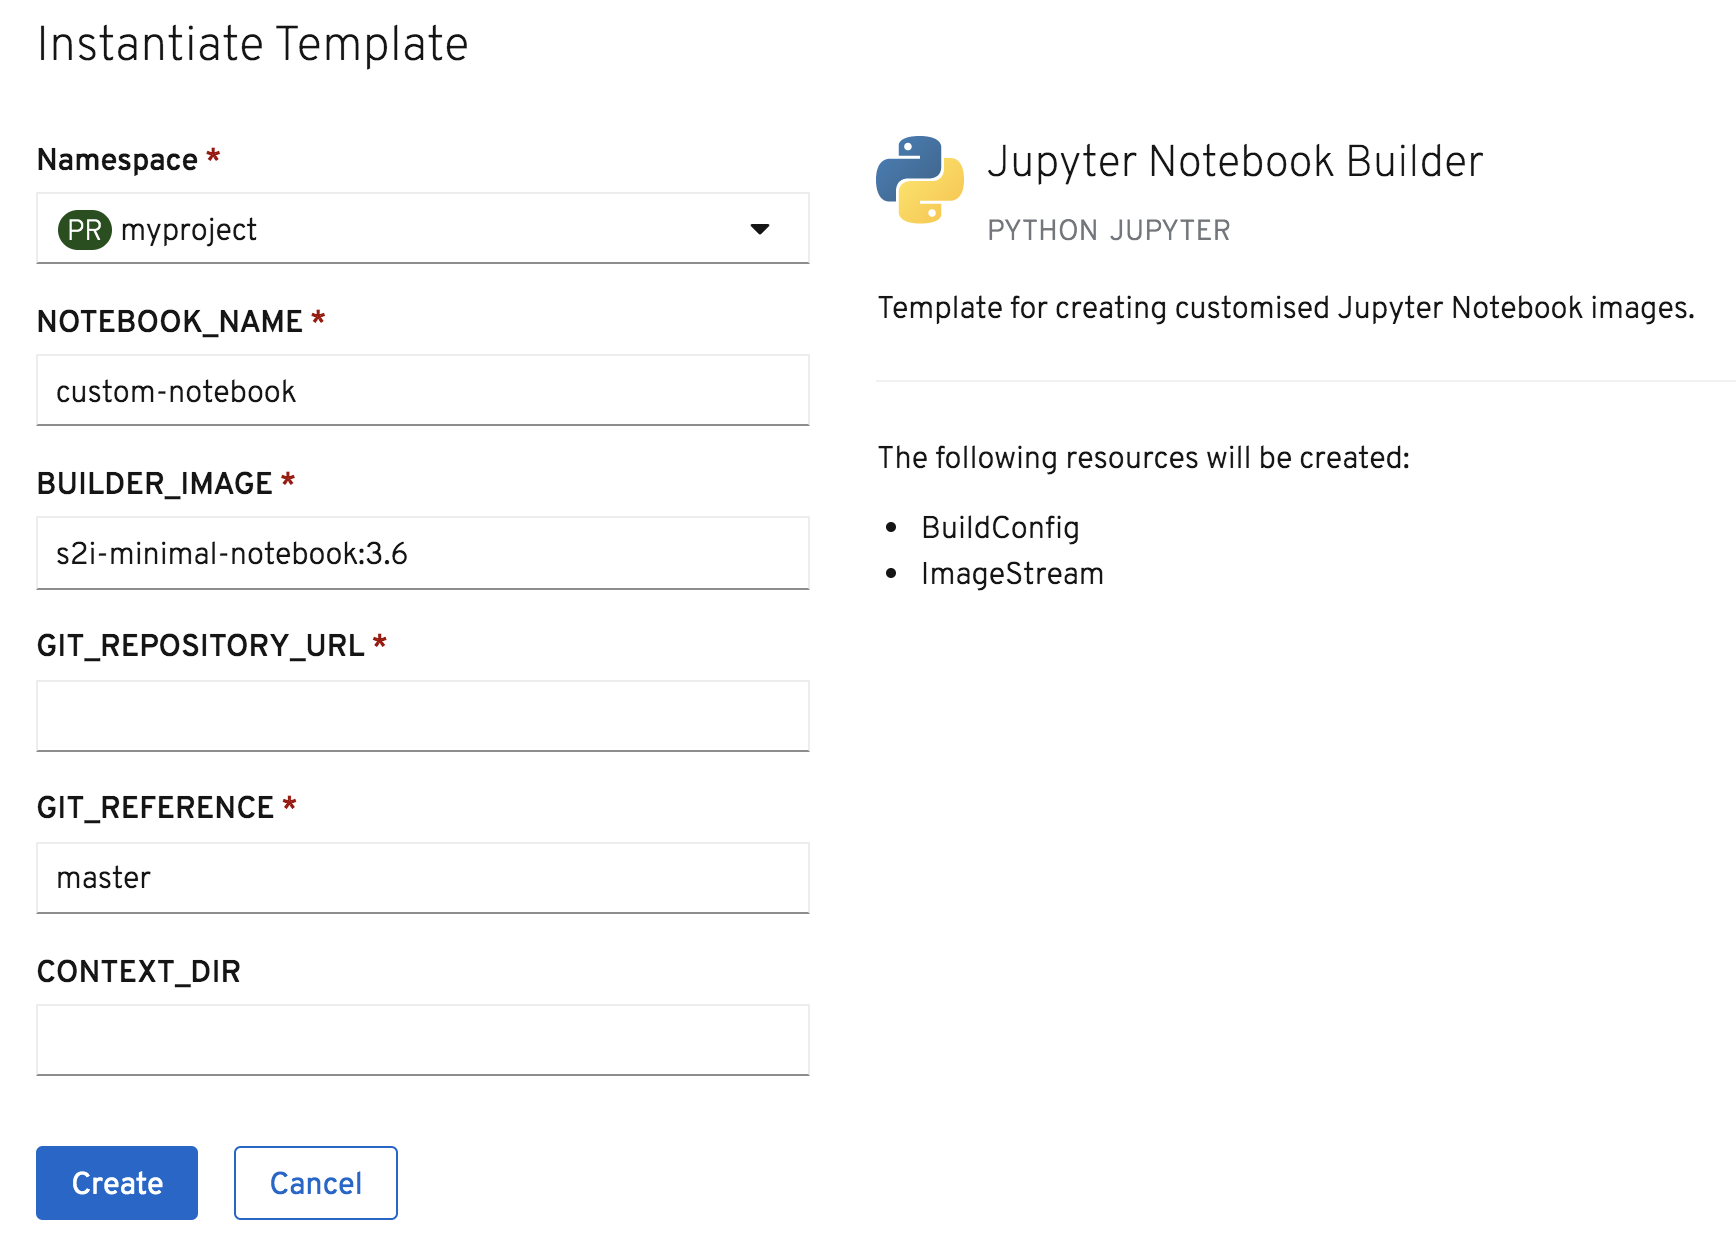 Instantiate Template
Namespace *
PR myproject
NOTEBOOK_NAME *
custom-notebook
BUILDER_IMAGE *
s2i-minimal-notebook:3.6
GIT_REPOSITORY_URL *
GIT_REFERENCE *
master
CONTEXT_DIR
Create Cancel
Jupyter Notebook Builder
PYTHON JUPYTER
Template for creating customised Jupyter Notebook images.
The following resources will be created:
• BuildConfig
• ImageStream